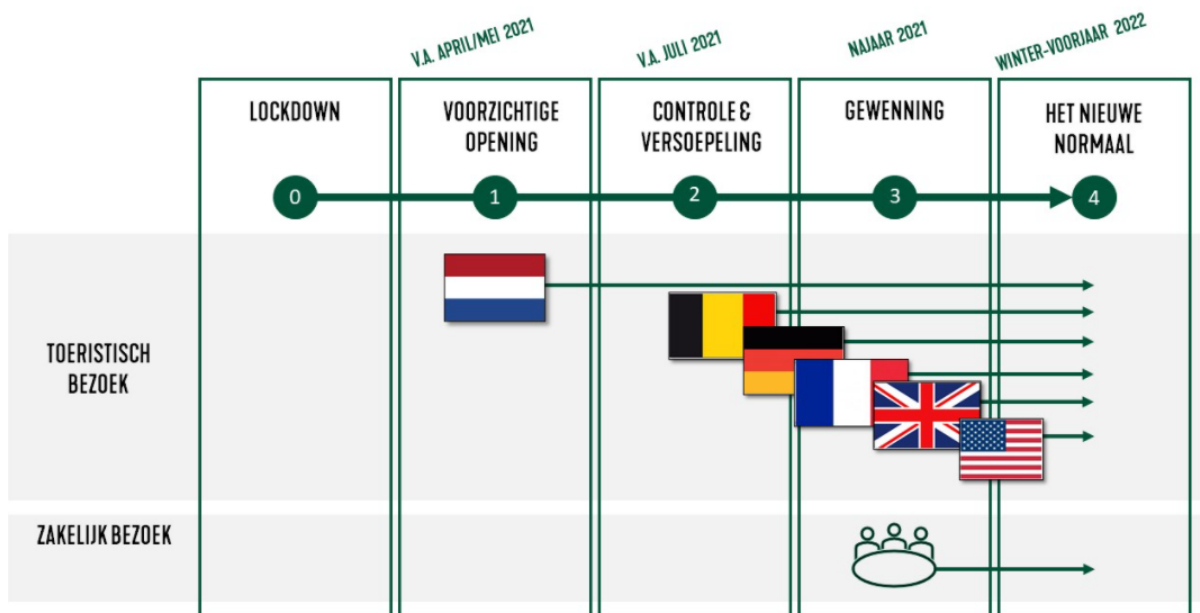 V.A. APRIL/MEI 2021
V.A. JULI 2021
NAJAAR 2021
WINTER-VOORJAAR 2022
LOCKDOWN
VOORZICHTIGE
OPENING
CONTROLE &
VERSOEPELING
GEWENNING
HET NIEUWE
NORMAAL
0
1
2
3
4
TOERISTISCH
BEZOEK
ZAKELIJK BEZOEK